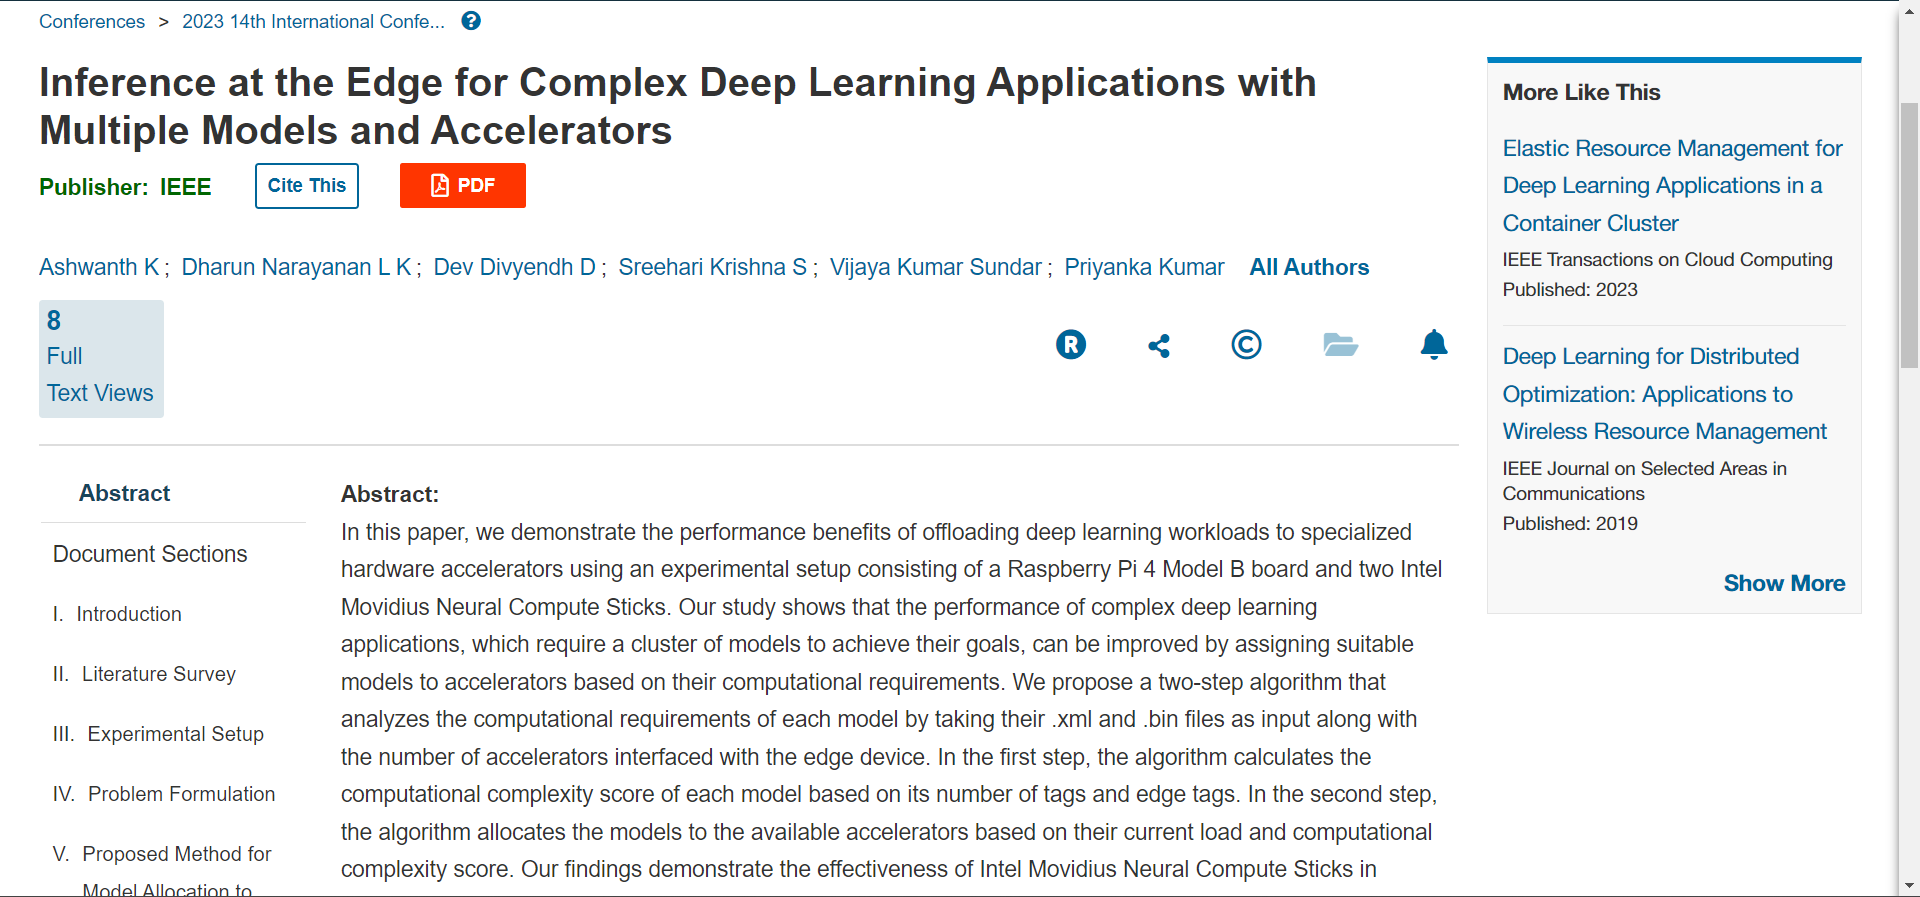 Conferences > 2023 14th International Confe... ?
Inference at the Edge for Complex Deep Learning Applications with
Multiple Models and Accelerators
Publisher: IEEE Cite This PDF
Ashwanth K ; Dharun Narayanan L K ; Dev Divyendh D ; Sreehari Krishna S ; Vijaya Kumar Sundar ; Priyanka Kumar All Authors
8
Full
Text Views
R ©
Abstract
Document Sections
I. Introduction
II. Literature Survey
III. Experimental Setup
IV. Problem Formulation
V. Proposed Method for
Model Allocation to
Abstract:
In this paper, we demonstrate the performance benefits of offloading deep learning workloads to specialized
hardware accelerators using an experimental setup consisting of a Raspberry Pi 4 Model B board and two Intel
Movidius Neural Compute Sticks. Our study shows that the performance of complex deep learning
applications, which require a cluster of models to achieve their goals, can be improved by assigning suitable
models to accelerators based on their computational requirements. We propose a two-step algorithm that
analyzes the computational requirements of each model by taking their .xml and .bin files as input along with
the number of accelerators interfaced with the edge device. In the first step, the algorithm calculates the
computational complexity score of each model based on its number of tags and edge tags. In the second step,
the algorithm allocates the models to the available accelerators based on their current load and computational
complexity score. Our findings demonstrate the effectiveness of Intel Movidius Neural Compute Sticks in
More Like This
Elastic Resource Management for
Deep Learning Applications in a
Container Cluster
IEEE Transactions on Cloud Computing
Published: 2023
Deep Learning for Distributed
Optimization: Applications to
Wireless Resource Management
IEEE Journal on Selected Areas in
Communications
Published: 2019
Show More